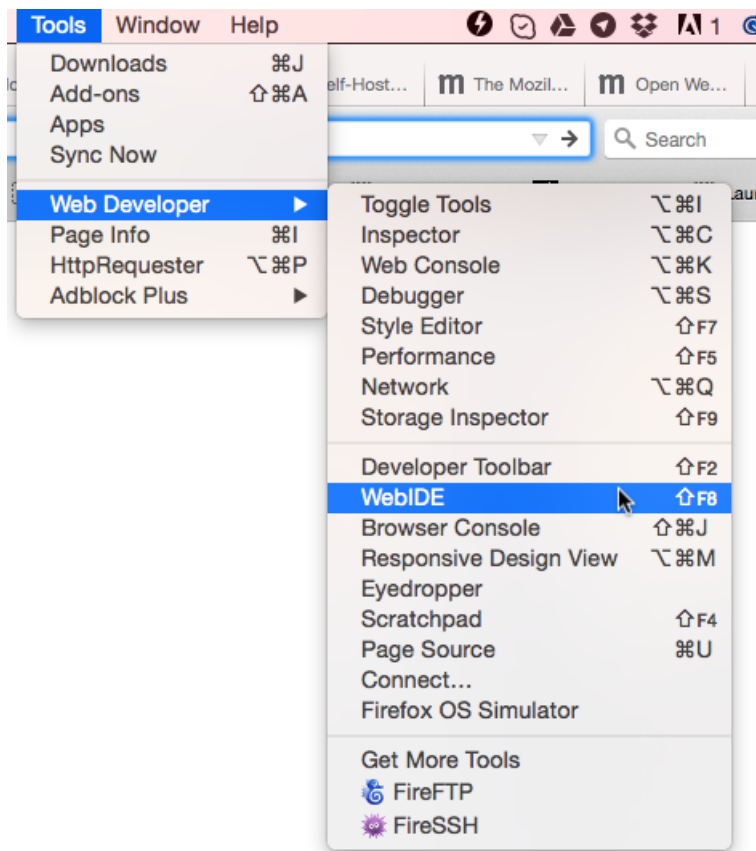 Tools Window Help 1
Downloads ⌘J
Add-ons ⇧⌘A
elf-Host... m The Mozil... m Open We...
Apps
Sync Now
Search
Web Developer ▶
Page Info ⌘I
HttpRequester ⌥⌘P
Adblock Plus ▶
Toggle Tools ⌥⌘I
Inspector ⌥⌘C
Web Console ⌥⌘K
Debugger ⌥⌘S
Style Editor ⇧F7
Performance ⇧F5
Network ⌥⌘Q
Storage Inspector ⇧F9
Developer Toolbar ⇧F2
WebIDE ⇧F8
Browser Console ⇧⌘J
Responsive Design View ⌥⌘M
Eyedropper
Scratchpad ⇧F4
Page Source ⌘U
Connect...
Firefox OS Simulator
Get More Tools
FireFTP
FireSSH